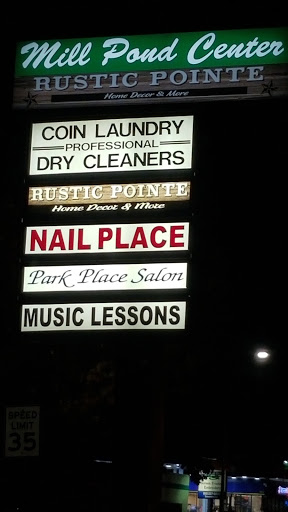 Mill Pond Center
RUSTIC POINTE
Home Decor & More
COIN LAUNDRY
PROFESSIONAL
DRY CLEANERS
RUSTIC POINTE
Home Decor & More
NAIL PLACE
Park Place Salon
MUSIC LESSONS
SPEED
LIMIT
35